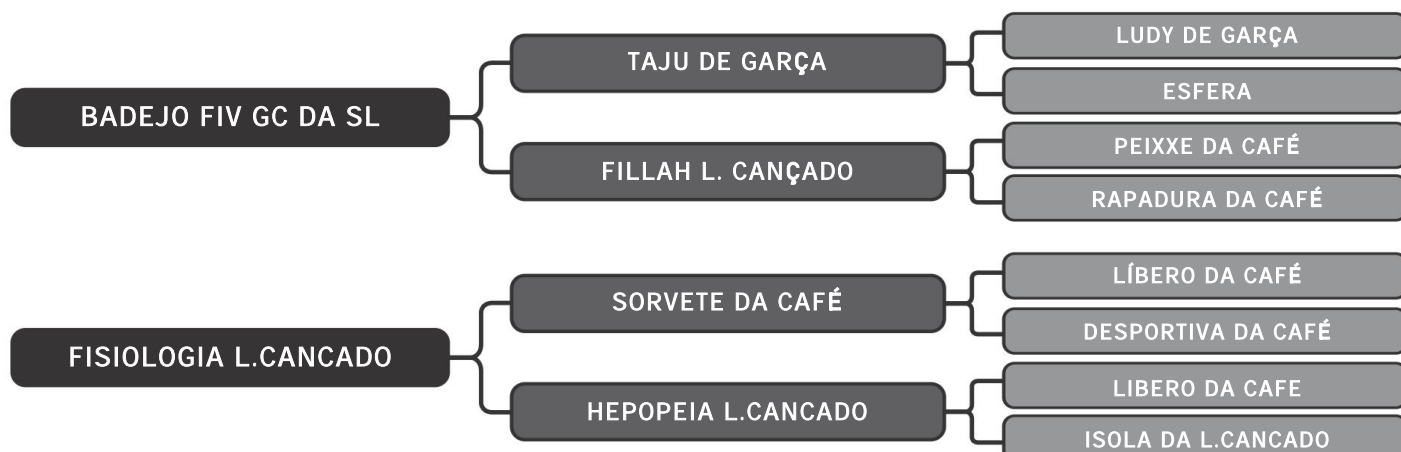 LUDY DE GARÇA
TAJU DE GARÇA
ESFERA
BADEJO FIV GC DA SL
PEIXXE DA CAFÉ
FILLAH L. CANÇADO
RAPADURA DA CAFÉ
LÍBERO DA CAFÉ
SORVETE DA CAFÉ
DESPORTIVA DA CAFÉ
FISIOLOGIA L.CANCADO
LIBERO DA CAFE
HEPOPEIA L.CANCADO
ISOLA DA L.CANCADO